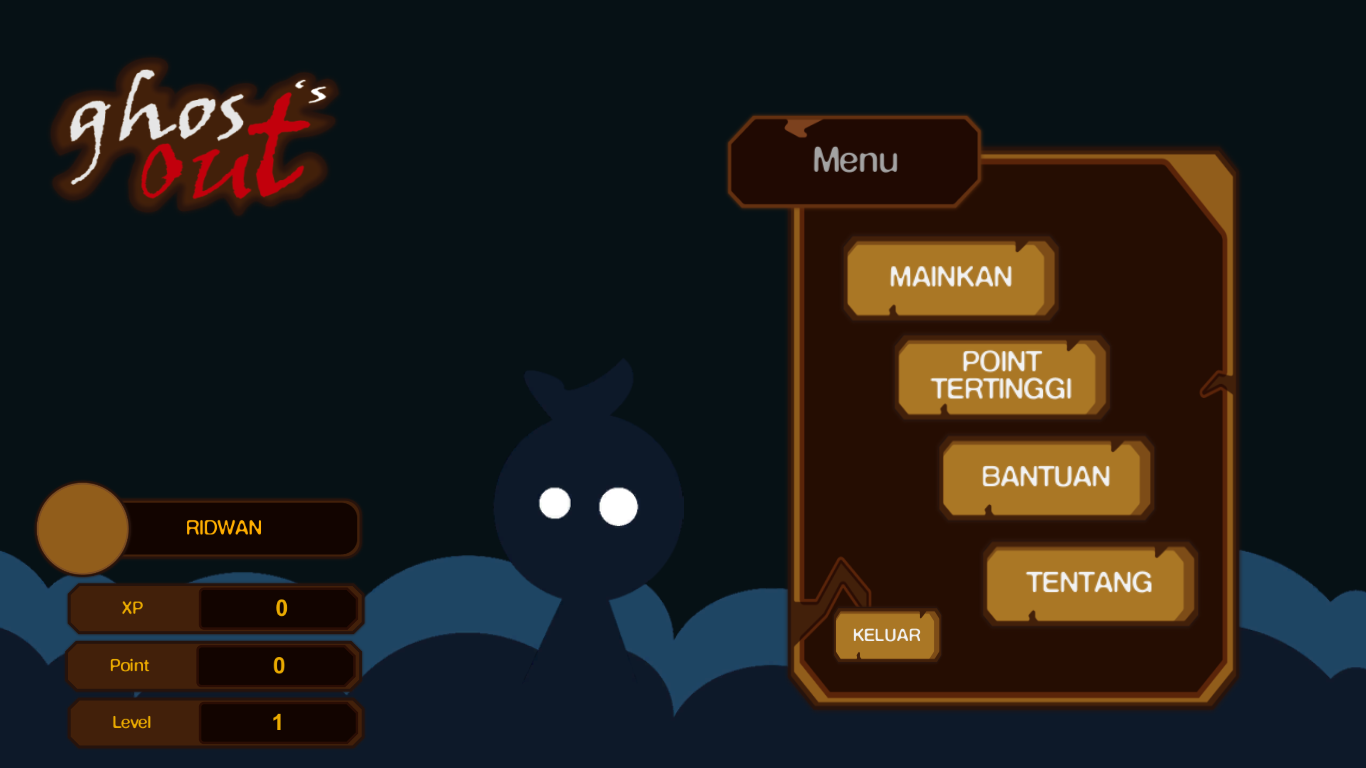 ghost's
out
Menu
MAINKAN
POINT
TERTINGGI
BANTUAN
TENTANG
KELUAR
RIDWAN
XP 0
Point 0
Level 1